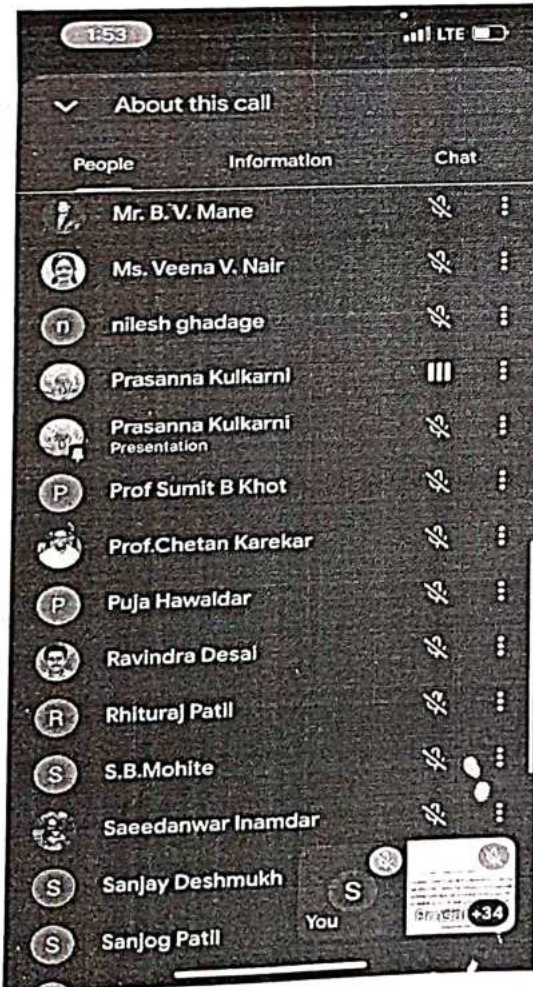 1:53
LTE
About this call
People Information Chat
Mr. B. V. Mane
Ms. Veena V. Nair
n nilesh ghadage
Prasanna Kulkarni
Prasanna Kulkarni
Presentation
P Prof Sumit B Khot
Prof.Chetan Karekar
P Puja Hawaldar
Ravindra Desai
R Rhituraj Patil
S S.B.Mohite
Saeedanwar Inamdar
S Sanjay Deshmukh
S
You
+34
S Sanjog Patil